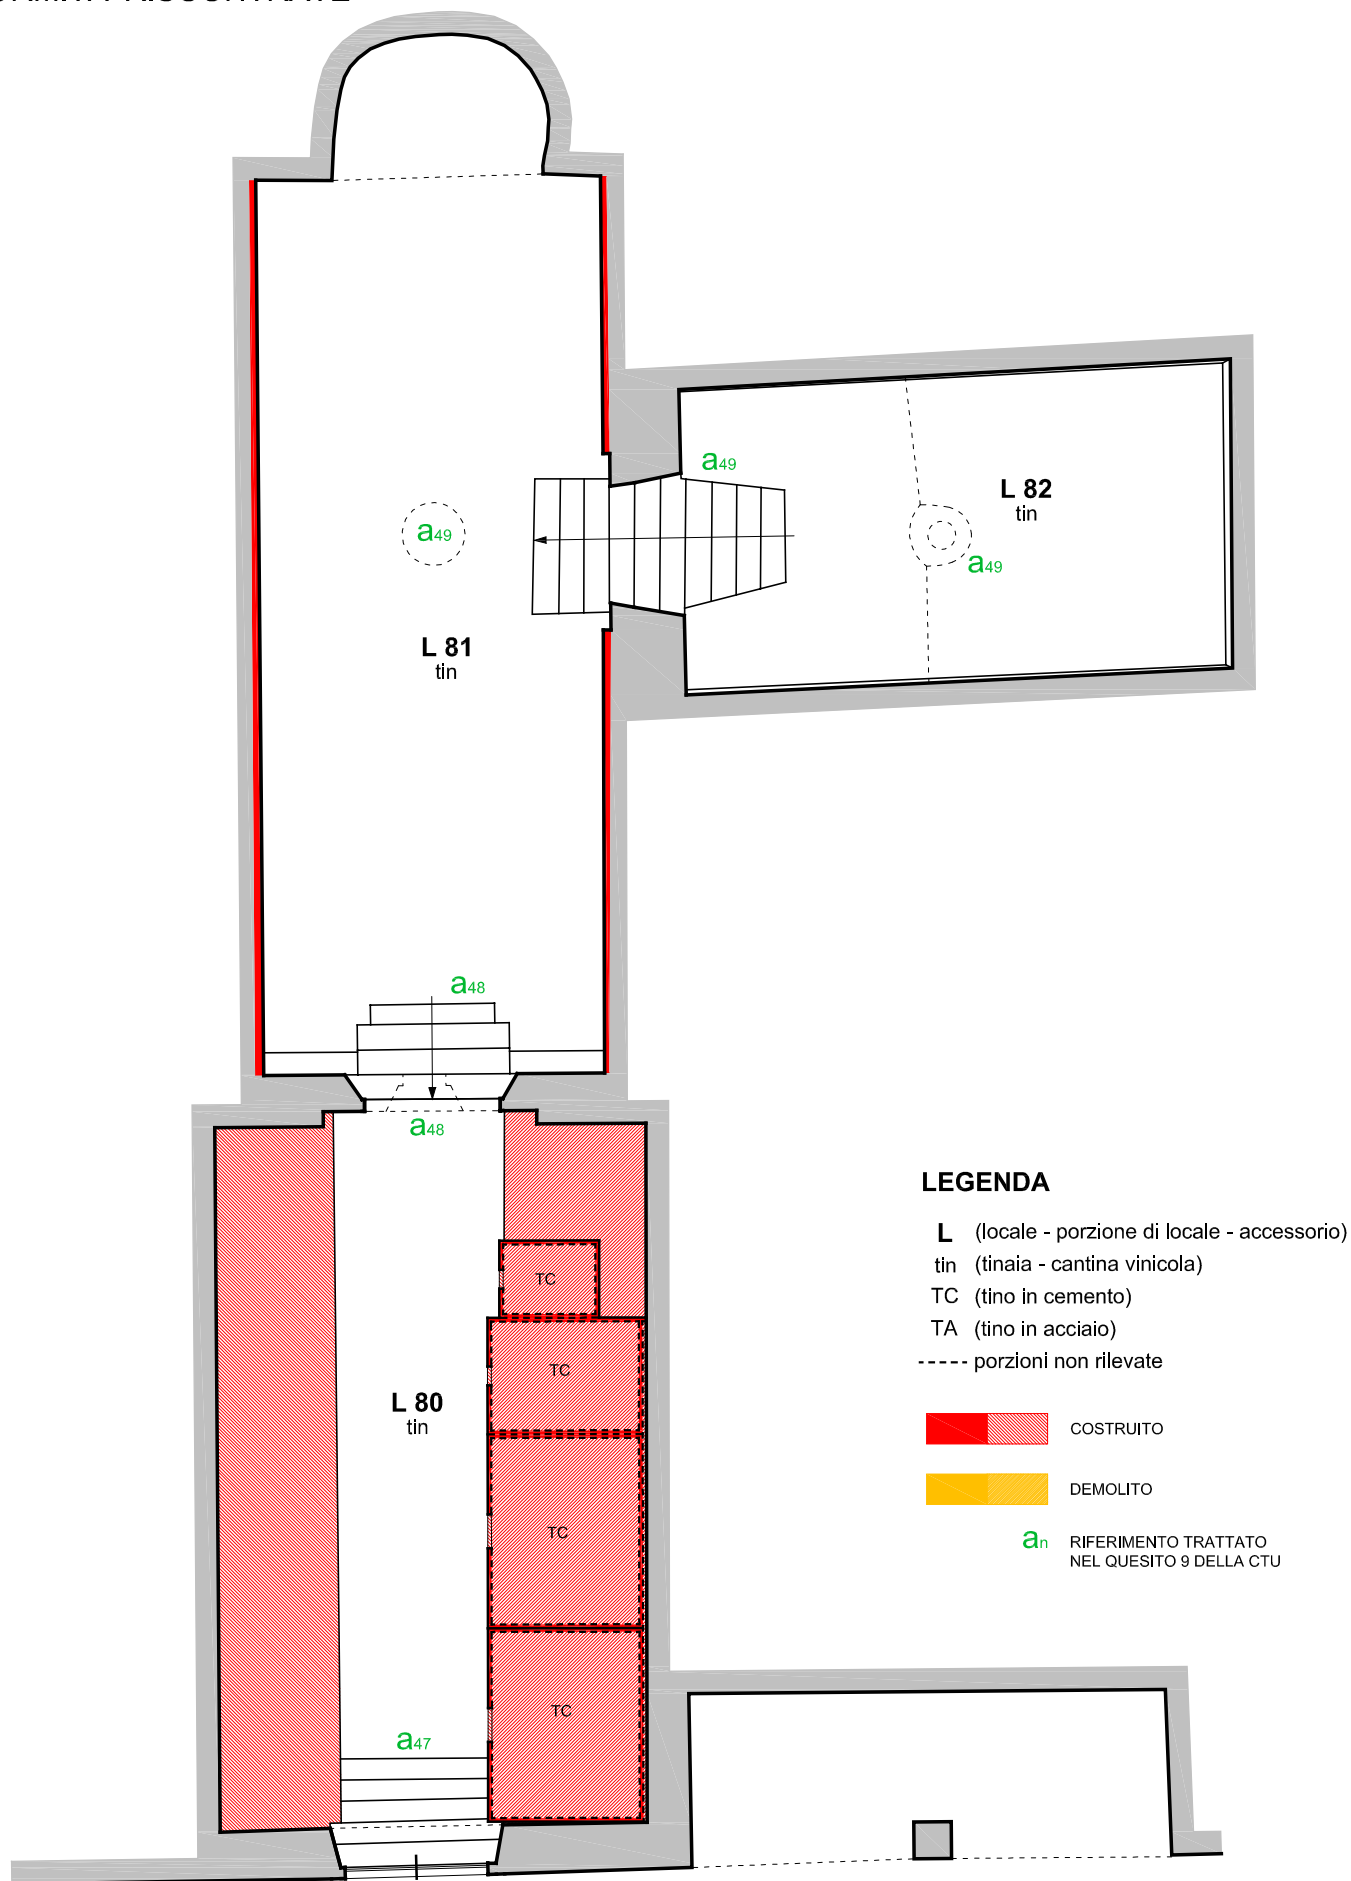 a49
L 82
tin
a49
a49
L 81
tin
a48
a48
LEGENDA
L (locale - porzione di locale - accessorio)
tin (tinaia - cantina vinicola)
TC (tino in cemento)
TA (tino in acciaio)
----- porzioni non rilevate
TC
TC
L 80
tin
COSTRUITO
DEMOLITO
TC
an RIFERIMENTO TRATTATO
NEL QUESITO 9 DELLA CTU
TC
a47